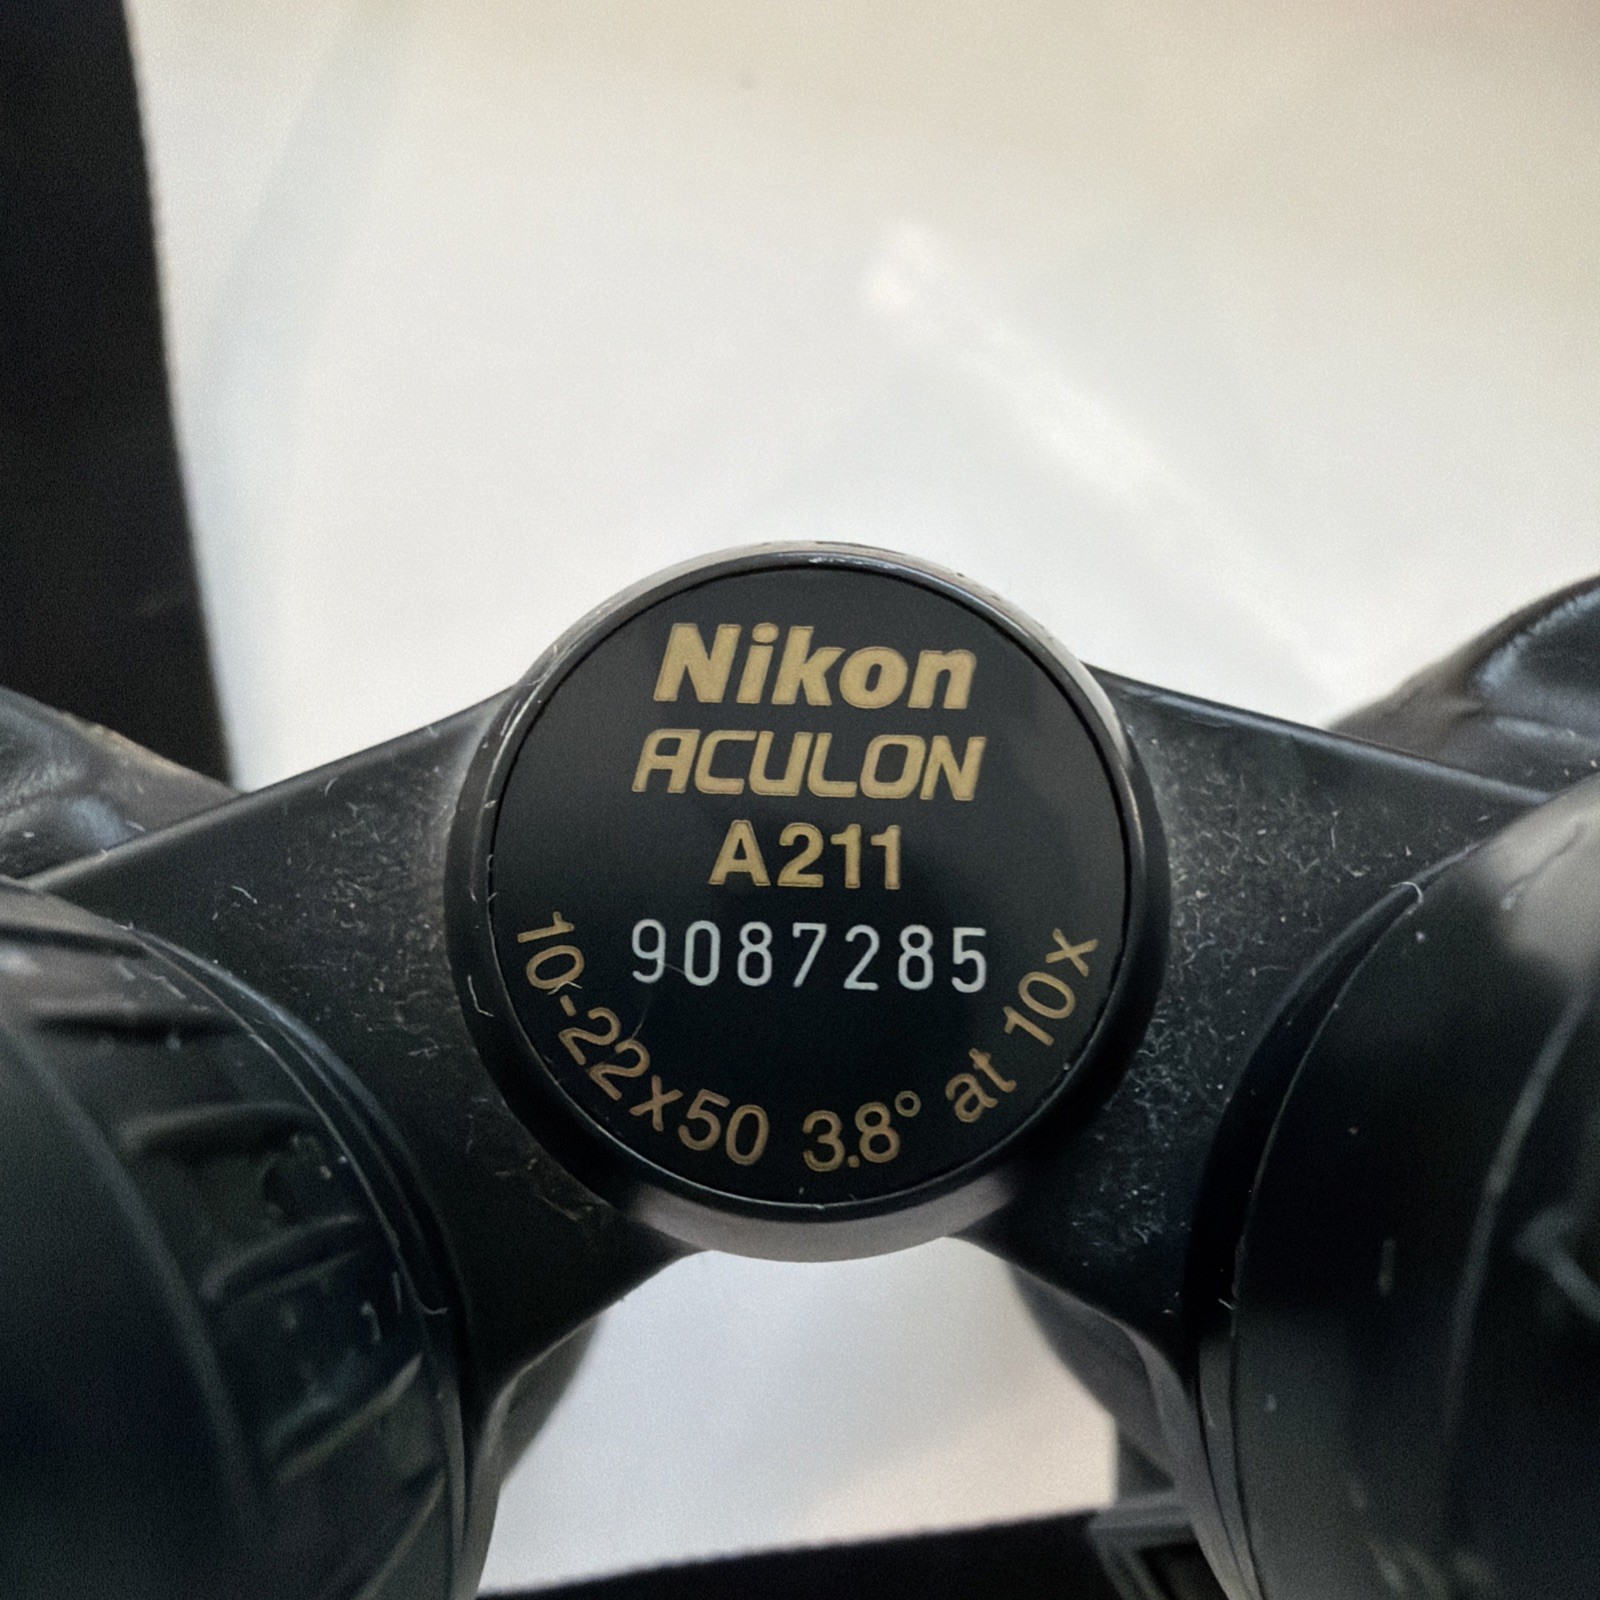 Nikon
ACULON
A211
9087285
10-22x50 3.8° at 10x